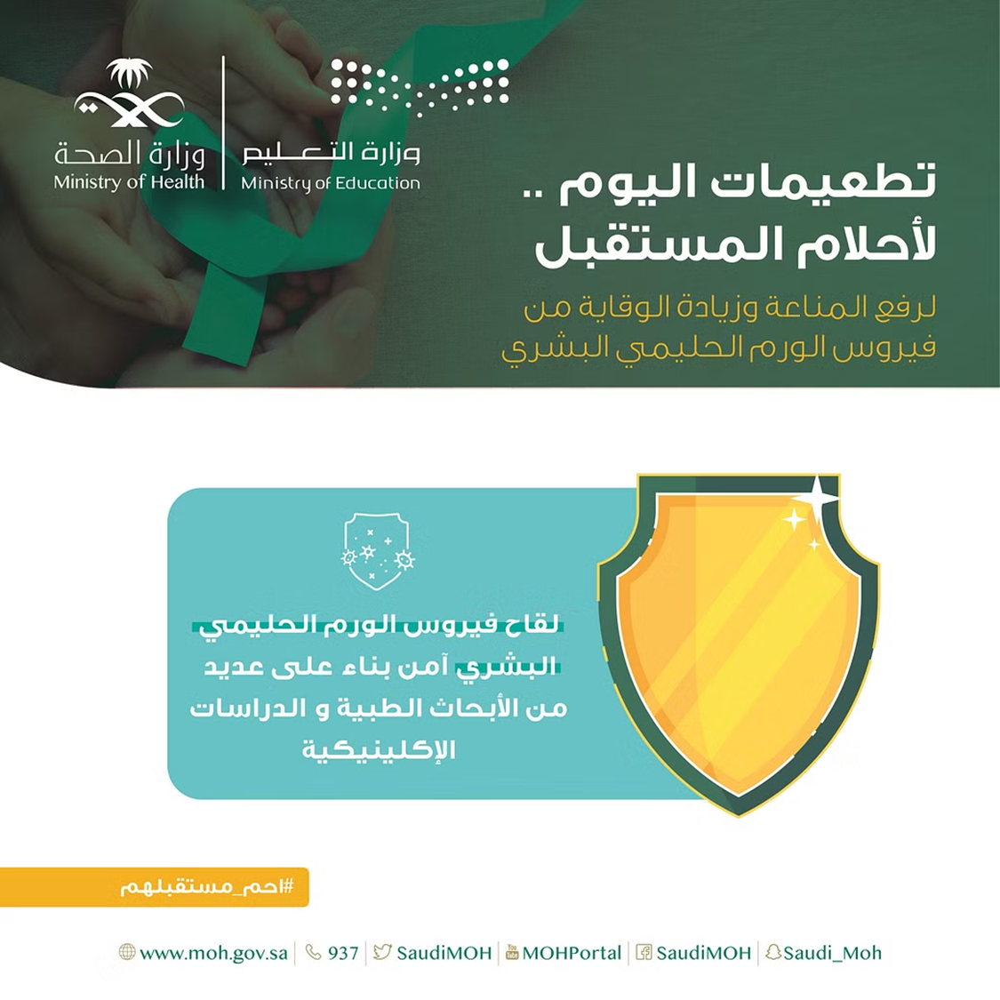 وزارة الصحة
Ministry of Health
وزارة التعليم
Ministry of Education
تطعيمات اليوم ..
لأحلام المستقبل
لرفع المناعة وزيادة الوقاية من
فيروس الورم الحليمي البشري
لقاح فيروس الورم الحليمي
البشري آمن بناء على عديد
من الأبحاث الطبية و الدراسات
الإكلينيكية
#احم_مستقبلهم
www.moh.gov.sa | 937 | SaudiMOH | MOHPortal | SaudiMOH | Saudi_Moh